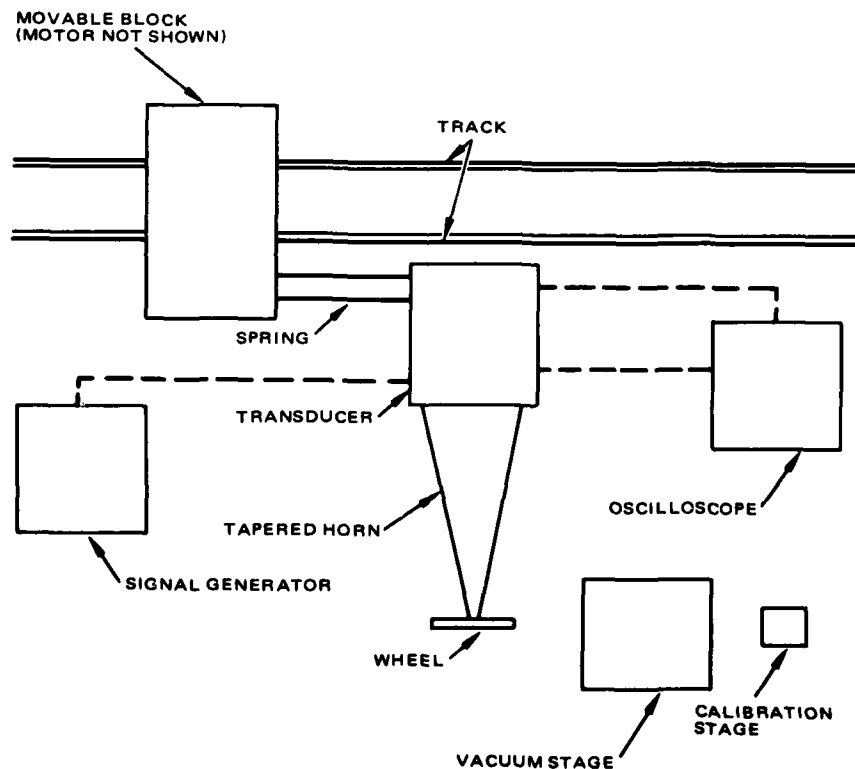 MOVABLE BLOCK
(MOTOR NOT SHOWN)
TRACK
SPRING
TRANSDUCER
OSCILLOSCOPE
TAPERED HORN
SIGNAL GENERATOR
WHEEL
CALIBRATION
STAGE
VACUUM STAGE